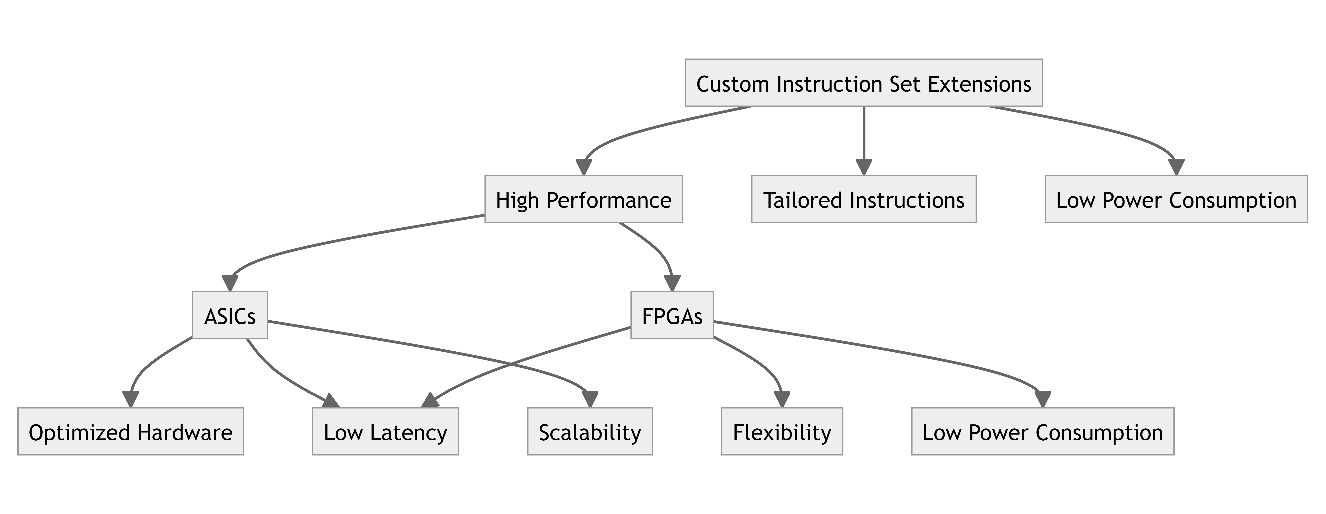 Custom Instruction Set Extensions
High Performance
Tailored Instructions
Low Power Consumption
ASICs
FPGAs
Optimized Hardware
Low Latency
Scalability
Flexibility
Low Power Consumption